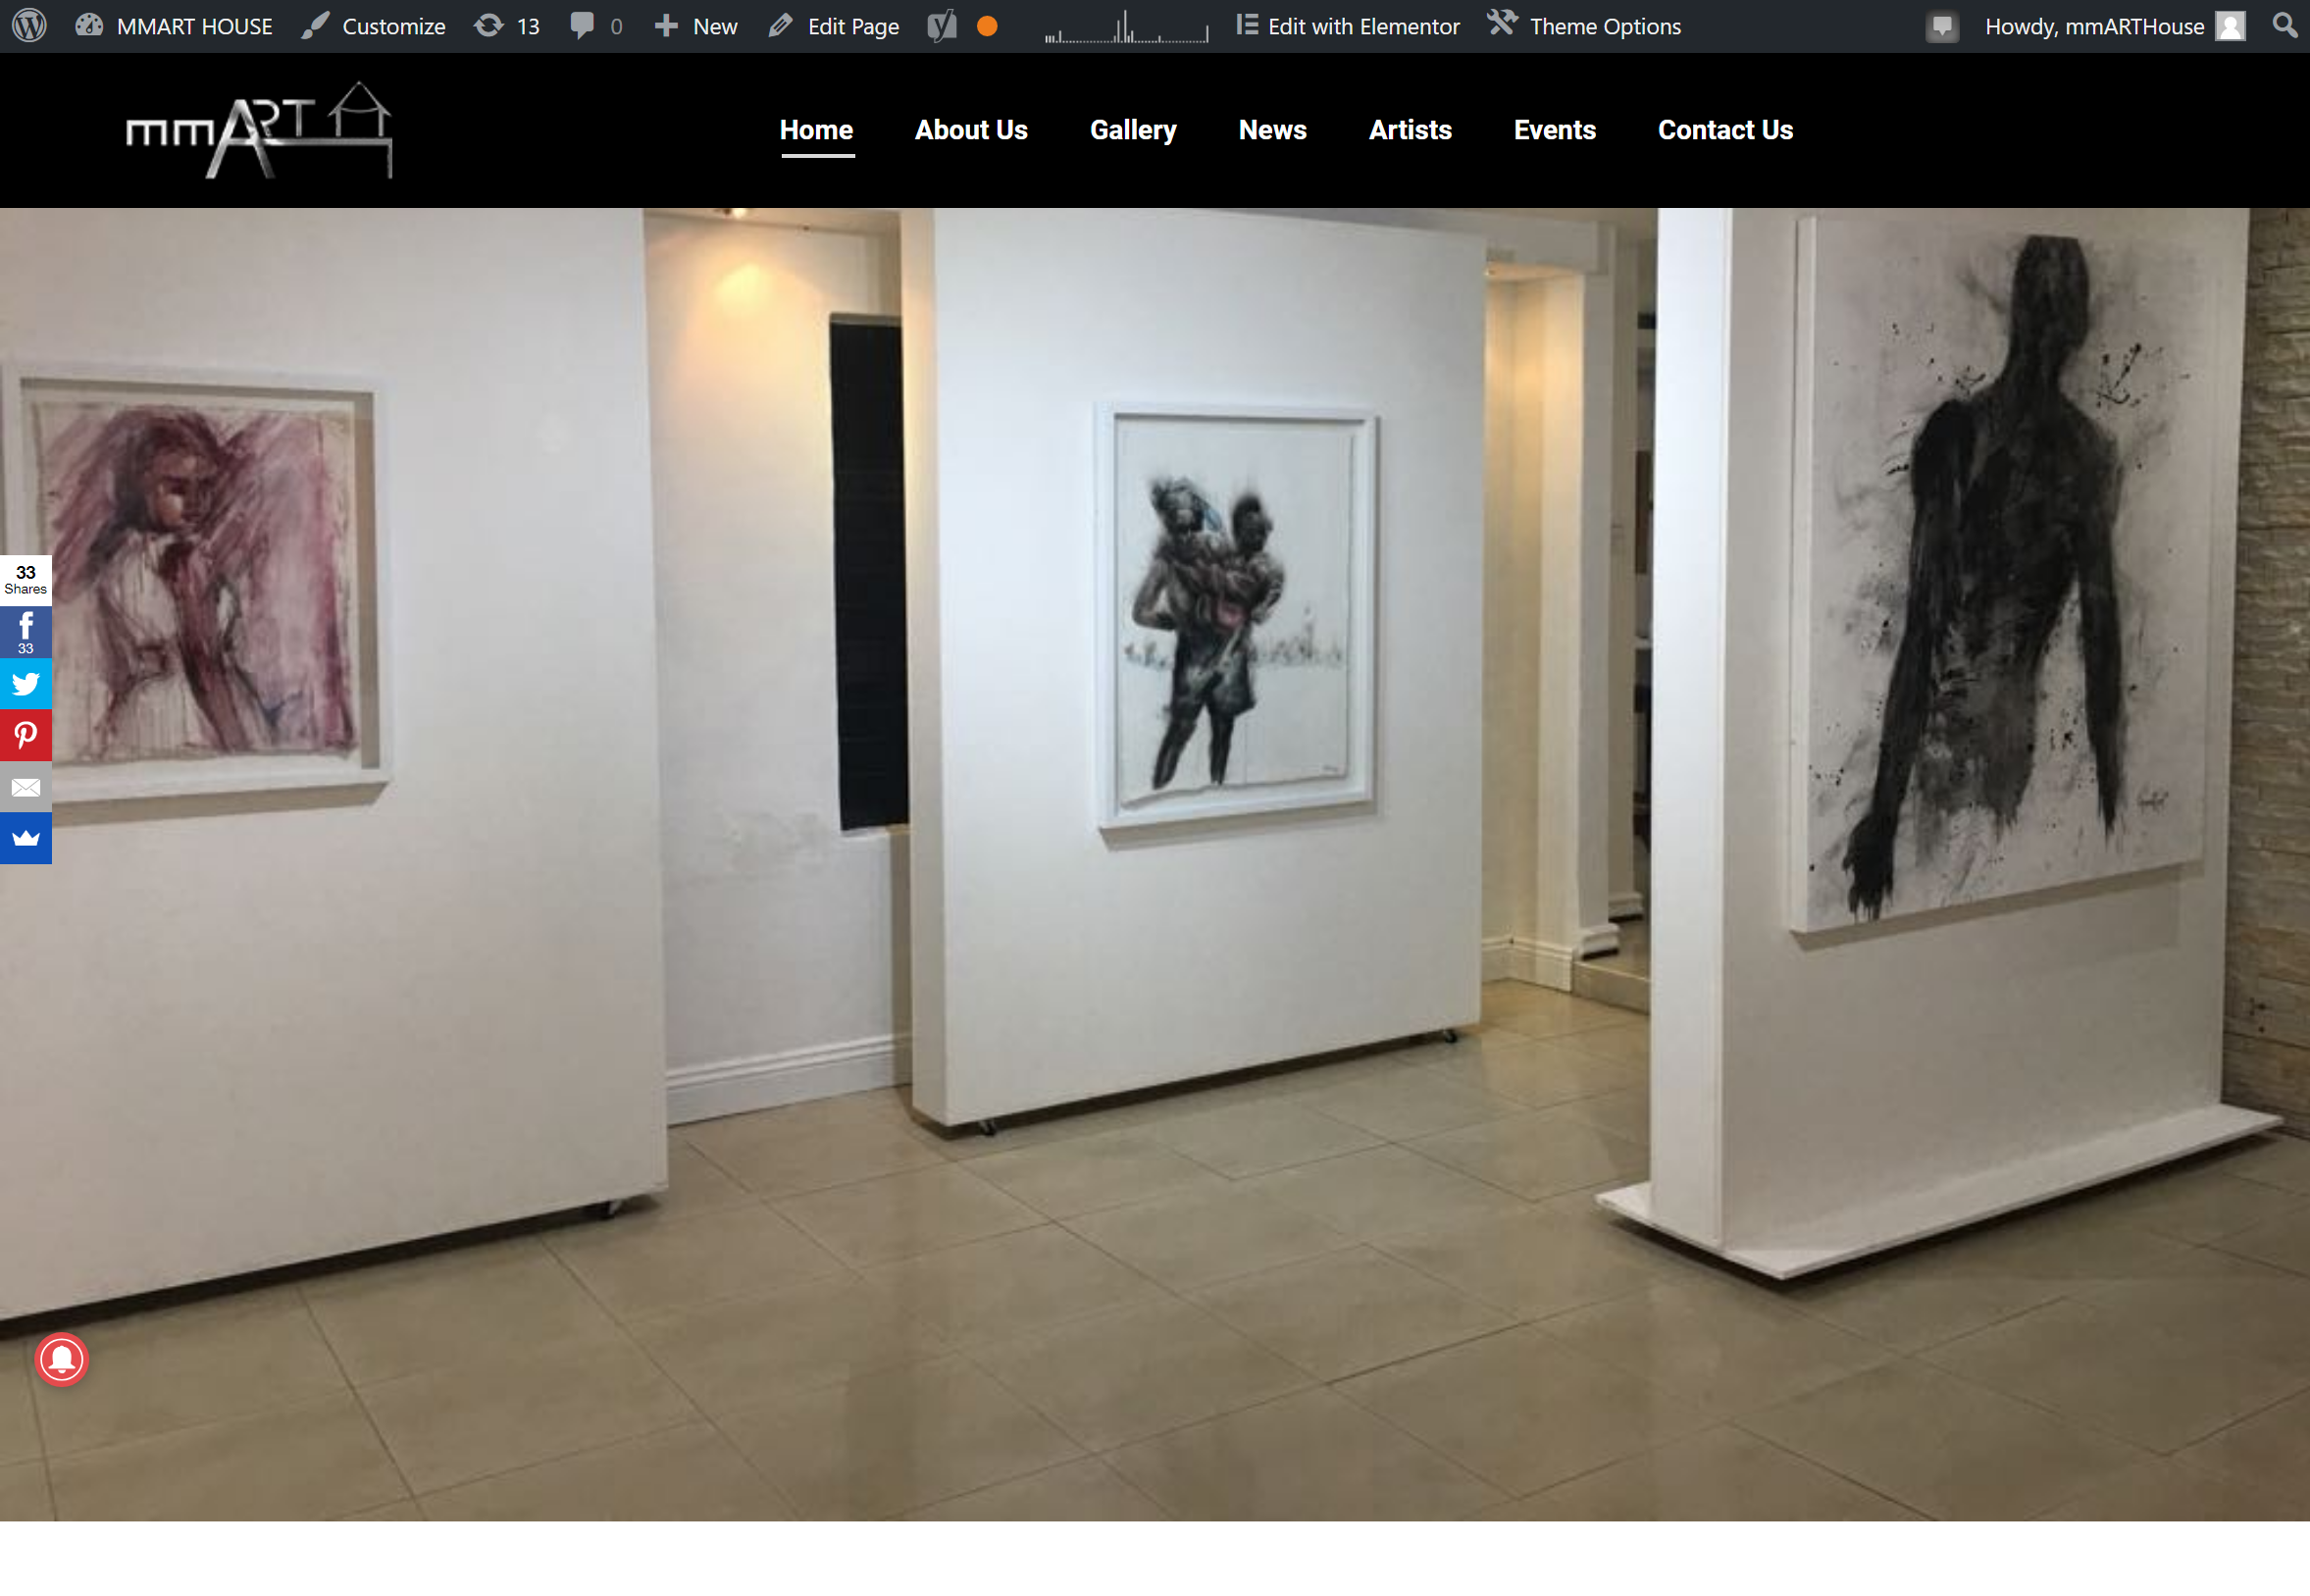 MMART HOUSE Customize 13 0 New Edit Page Edit with Elementor Theme Options Howdy, mmARTHouse
mmART
Home About Us Gallery News Artists Events Contact Us
33
Shares
33